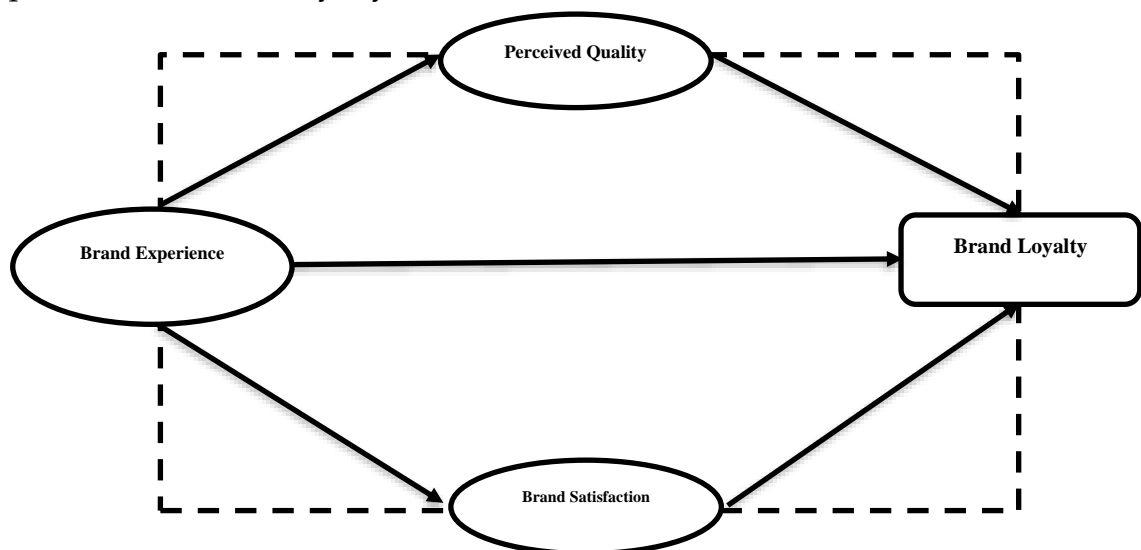 Perceived Quality
Brand Experience
Brand Loyalty
Brand Satisfaction